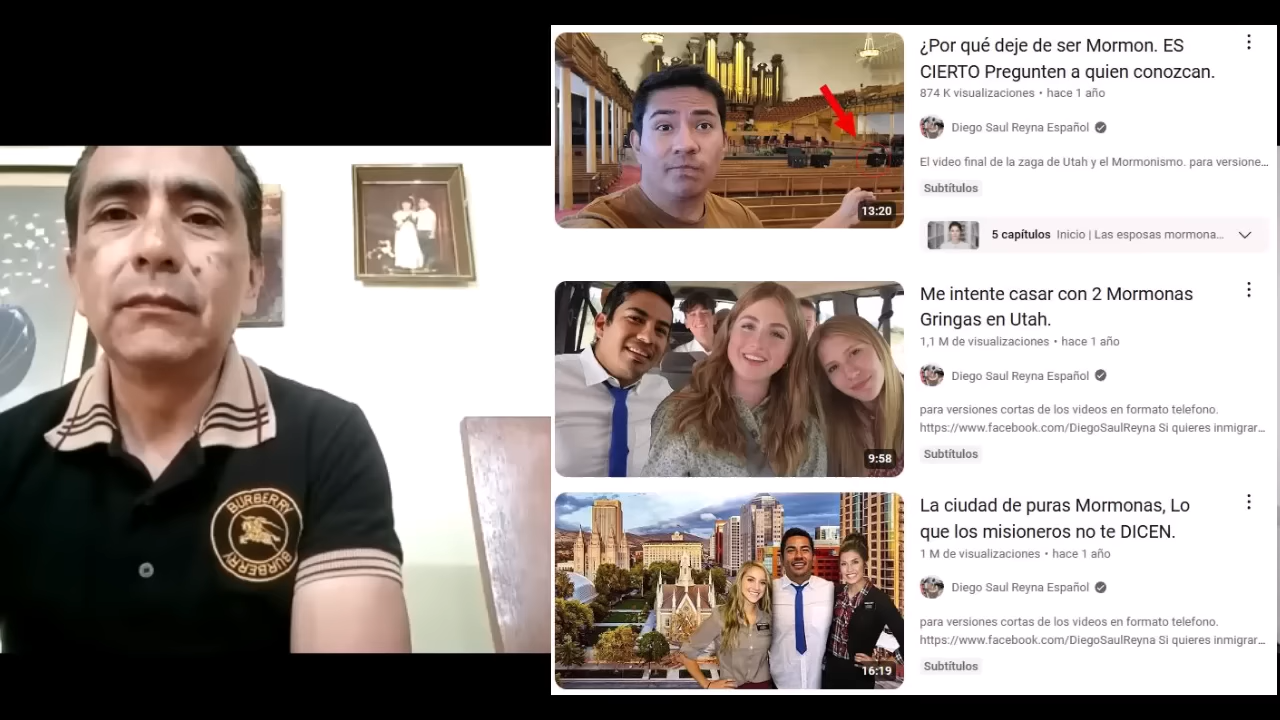 BURBERRY
BURBERRY
¿Por qué deje de ser Mormon. ES
CIERTO Pregunten a quien conozcan.
874 K visualizaciones • hace 1 año
Diego Saul Reyna Español
El video final de la zaga de Utah y el Mormonismo. para versione...
Subtítulos
13:20
5 capítulos Inicio | Las esposas mormona...
Me intente casar con 2 Mormonas
Gringas en Utah.
1,1 M de visualizaciones • hace 1 año
Diego Saul Reyna Español
para versiones cortas de los videos en formato telefono.
https://www.facebook.com/DiegoSaulReyna Si quieres inmigrar...
Subtítulos
9:58
La ciudad de puras Mormonas, Lo
que los misioneros no te DICEN.
1 M de visualizaciones • hace 1 año
Diego Saul Reyna Español
para versiones cortas de los videos en formato telefono.
https://www.facebook.com/DiegoSaulReyna Si quieres inmigrar...
Subtítulos
16:19